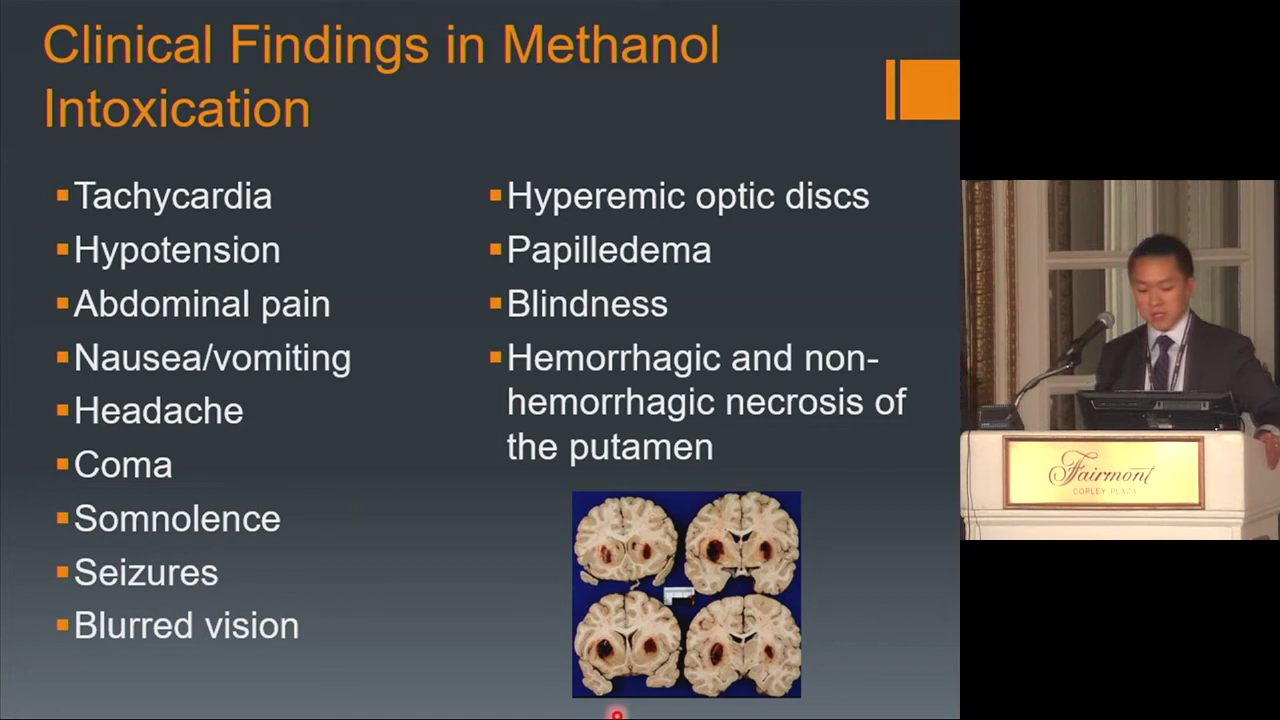 Clinical Findings in Methanol
Intoxication
Tachycardia
Hypotension
Abdominal pain
Nausea/vomiting
Headache
Coma
Somnolence
Seizures
Blurred vision
Hyperemic optic discs
Papilledema
Blindness
Hemorrhagic and non-
hemorrhagic necrosis of
the putamen
Fairmont
COPLEY PLAZA